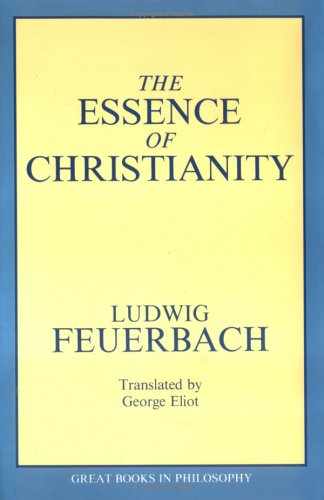 THE
ESSENCE
OF
CHRISTIANITY
LUDWIG
FEUERBACH
Translated by
George Eliot
GREAT BOOKS IN PHILOSOPHY